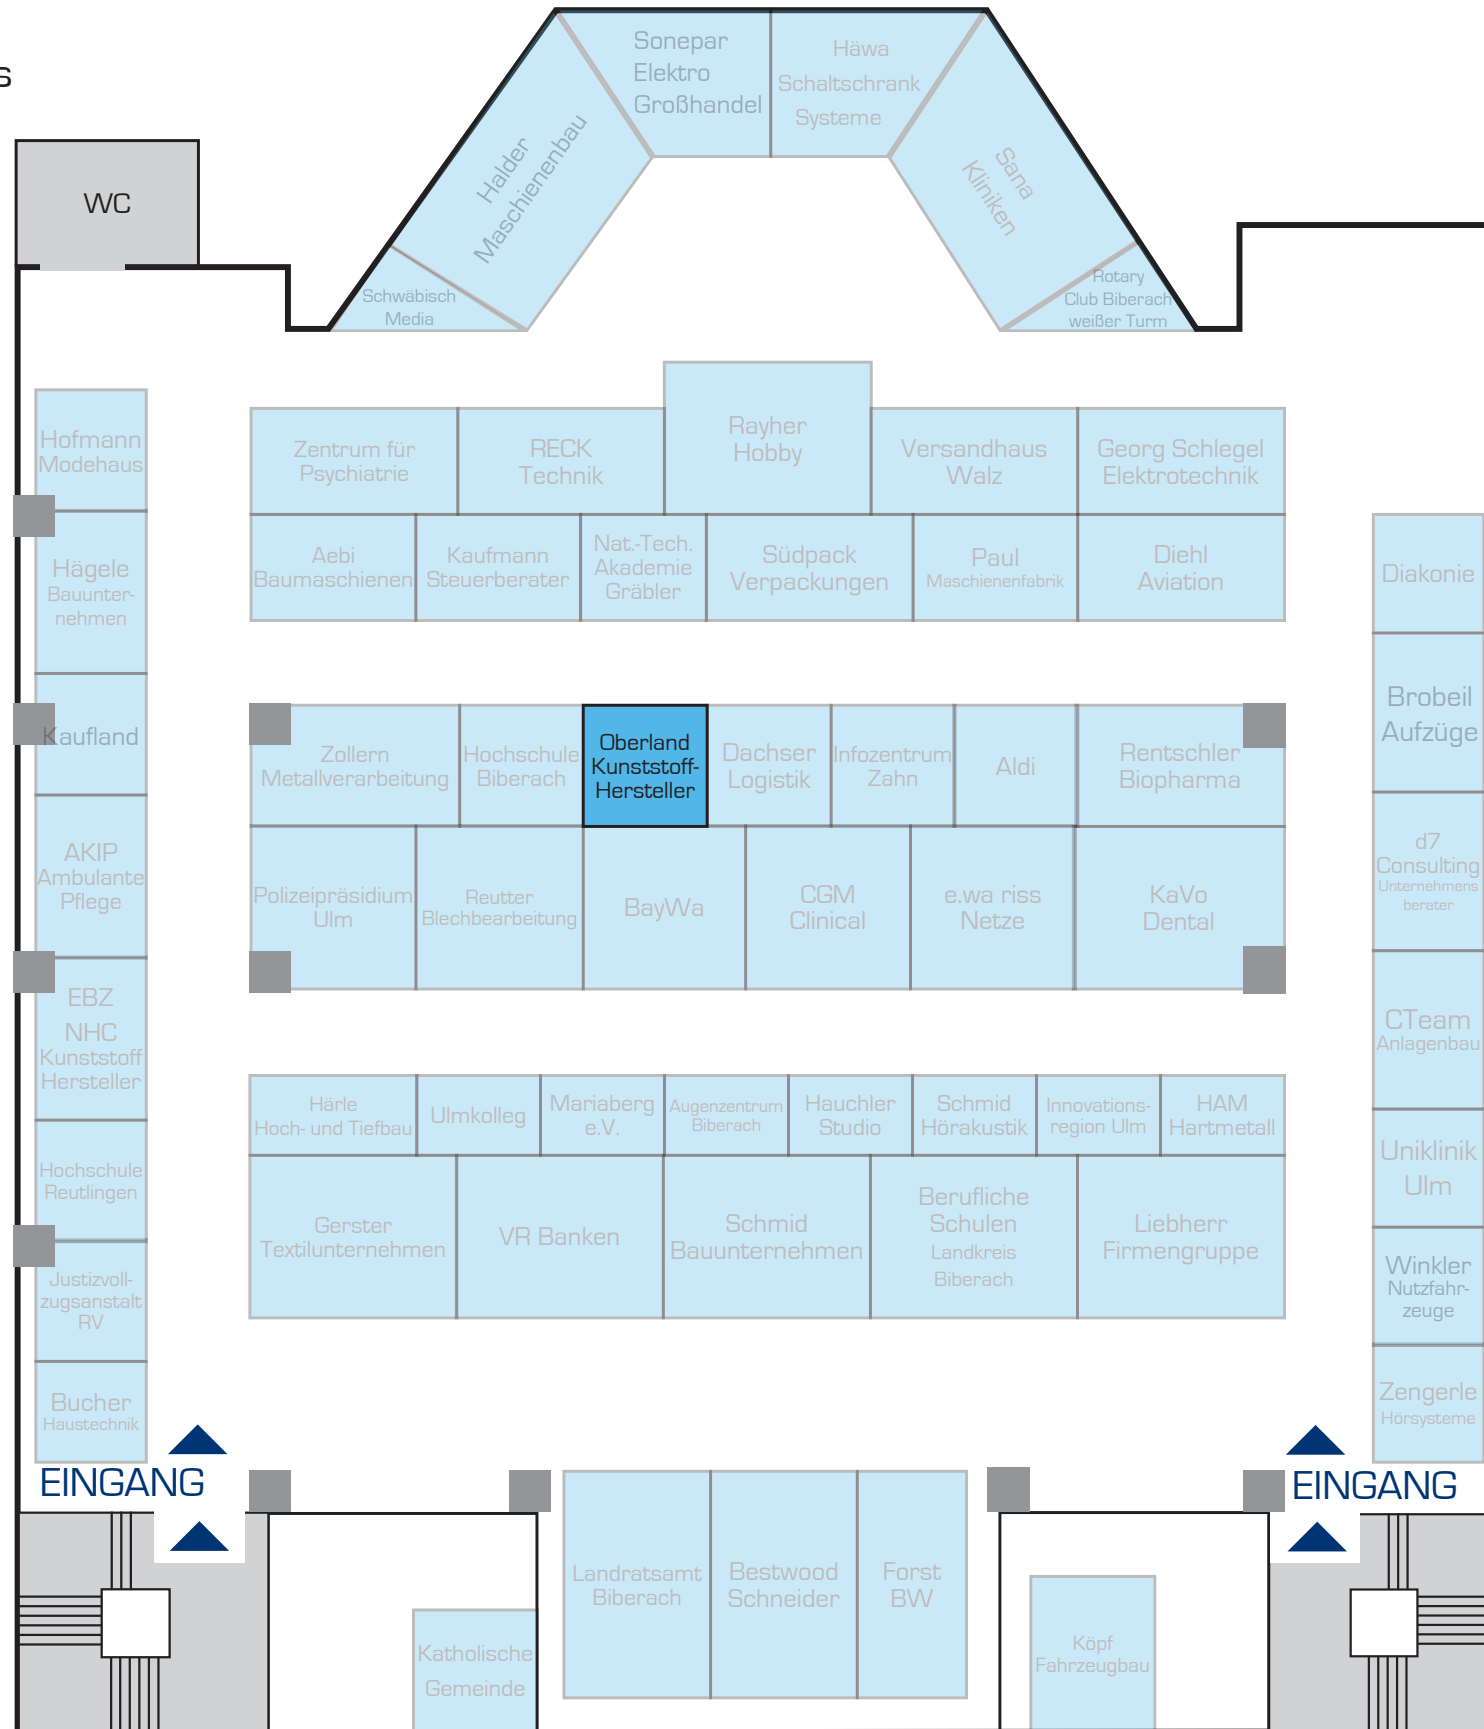 s
Sonepar
Elektro
Großhandel
Häwa
Schaltschrank
Systeme
Halder
Maschienenbau
Sana
Kliniken
WC
Schwäbisch
Media
Rotary
Club Biberach
weißer Turm
Hofmann
Modehaus
Zentrum für
Psychiatrie
RECK
Technik
Rayher
Hobby
Versandhaus
Walz
Georg Schlegel
Elektrotechnik
Hägele
Bauunter-
nehmen
Aebi
Baumaschienen
Kaufmann
Steuerberater
Nat.-Tech.
Akademie
Gräbler
Südpack
Verpackungen
Paul
Maschienenfabrik
Diehl
Aviation
Diakonie
Kaufland
Zollern
Metallverarbeitung
Hochschule
Biberach
Oberland
Kunststoff-
Hersteller
Dachser
Logistik
Infozentrum
Zahn
Aldi
Rentschler
Biopharma
Brobeil
Aufzüge
AKIP
Ambulante
Pflege
Polizeipräsidium
Ulm
Reutter
Blechbearbeitung
BayWa
CGM
Clinical
e.wa riss
Netze
KaVo
Dental
d7
Consulting
Unternehmens
berater
EBZ
NHC
Kunststoff
Hersteller
CTeam
Anlagenbau
Härle
Hoch- und Tiefbau
Ulmkolleg
Mariaberg
e.V.
Augenzentrum
Biberach
Hauchler
Studio
Schmid
Hörakustik
Innovations-
region Ulm
HAM
Hartmetall
Hochschule
Reutlingen
Uniklinik
Ulm
Gerster
Textilunternehmen
VR Banken
Schmid
Bauunternehmen
Berufliche
Schulen
Landkreis
Biberach
Liebherr
Firmengruppe
Justizvoll-
zugsanstalt
RV
Winkler
Nutzfahr-
zeuge
Bucher
Haustechnik
Zengerle
Hörsysteme
EINGANG
EINGANG
Landratsamt
Biberach
Bestwood
Schneider
Forst
BW
Katholische
Gemeinde
Köpf
Fahrzeugbau